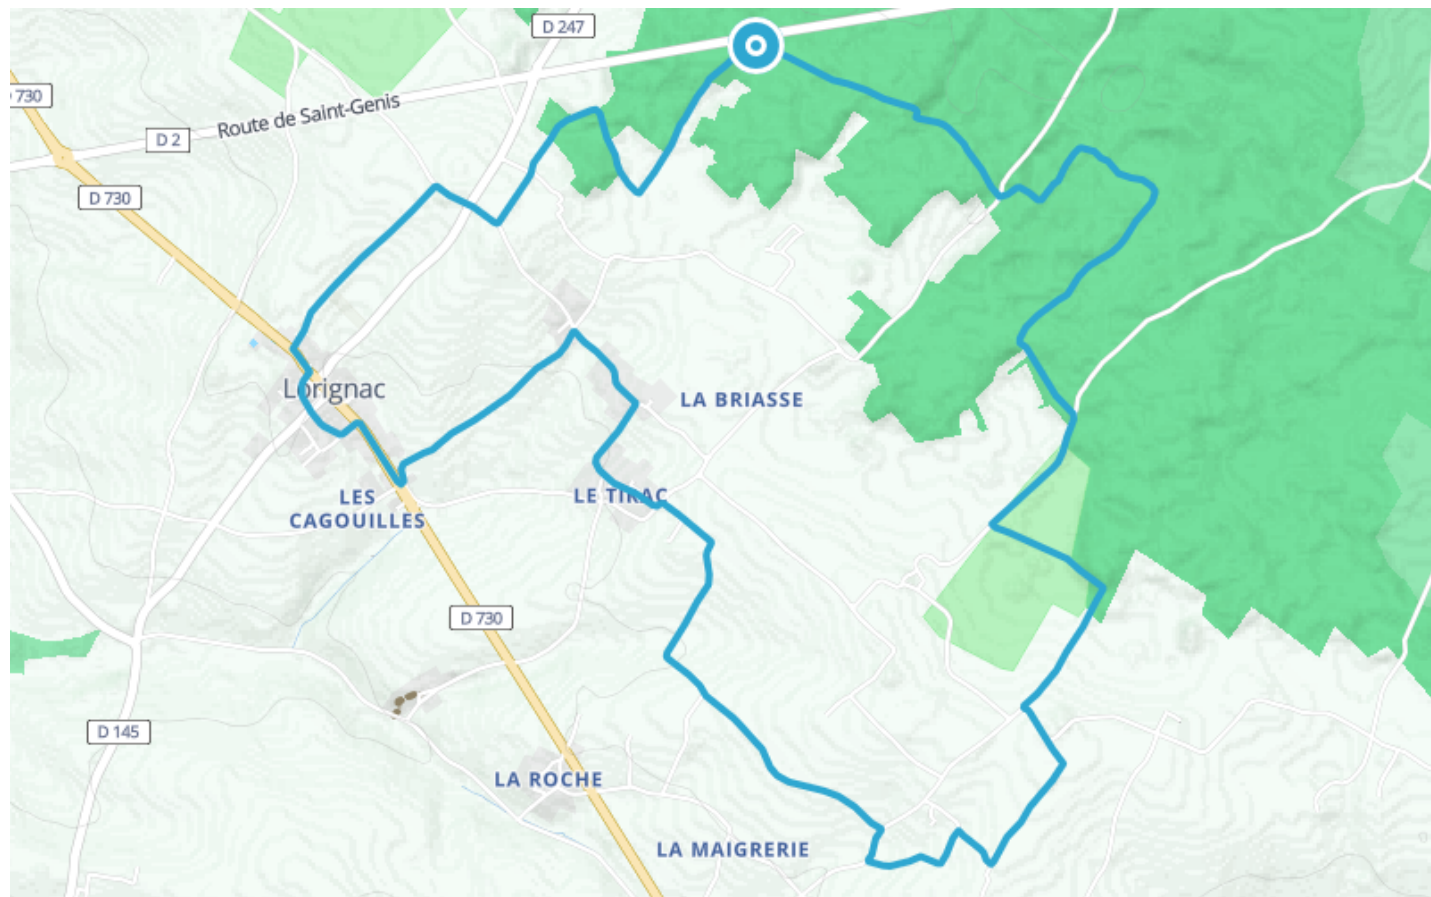 D 247
730
Route de Saint-Genis
D 2
D 730
Lorignac
LA BRIASSE
LES
CAGOUILLES
LE TIRAC
D 730
D 145
LA ROCHE
LA MAIGRERIE